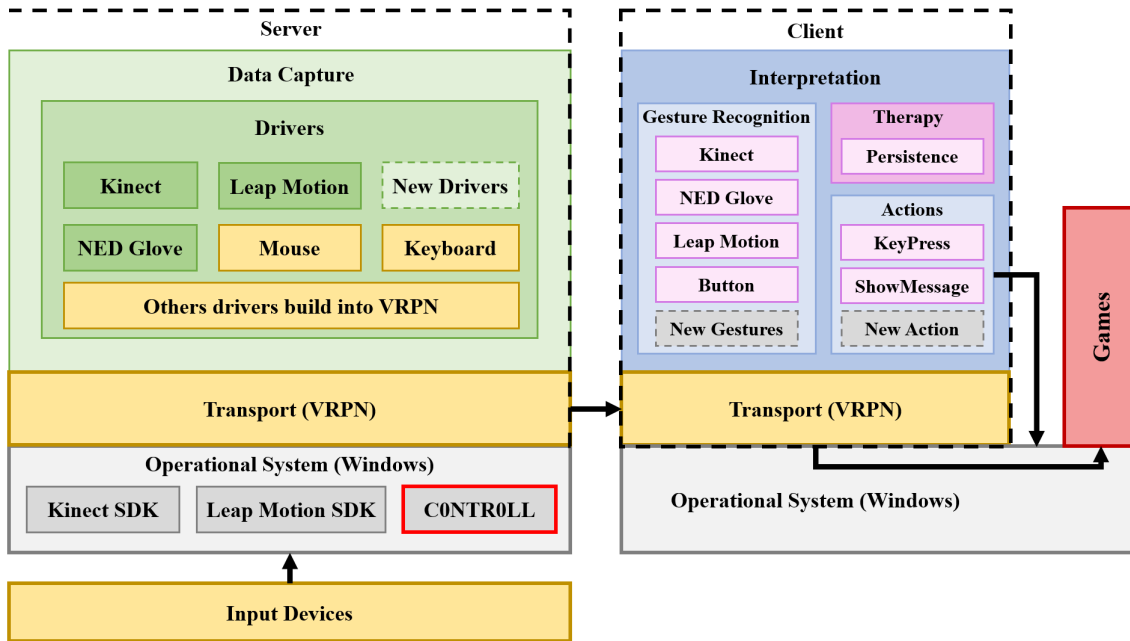 Server
Data Capture
Drivers
Kinect
Leap Motion
New Drivers
NED Glove
Mouse
Keyboard
Others drivers build into VRPN
Transport (VRPN)
Operational System (Windows)
Kinect SDK
Leap Motion SDK
C0NTR0LL
Input Devices
Client
Interpretation
Gesture Recognition
Kinect
NED Glove
Leap Motion
Button
New Gestures
Therapy
Persistence
Actions
KeyPress
ShowMessage
New Action
Transport (VRPN)
Operational System (Windows)
Games